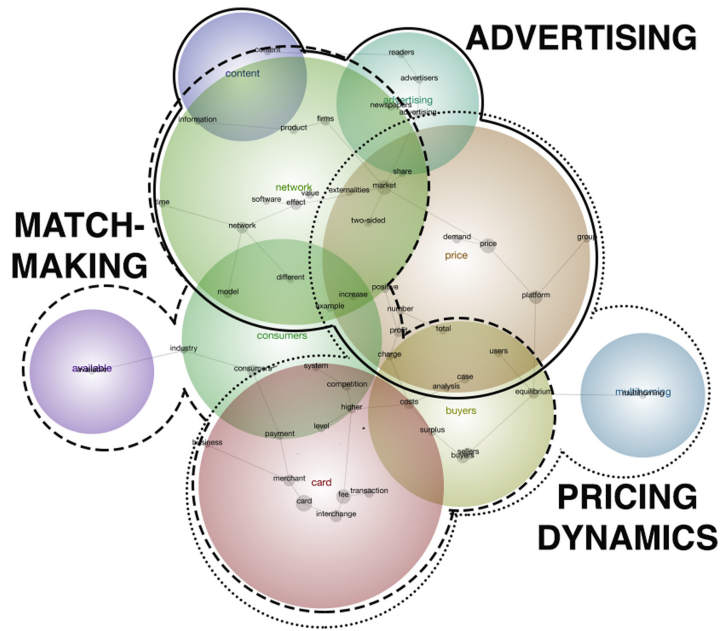 ADVERTISING
content
content
readers
advertisers
advertising
newspapers
advertising
information
firms
product
share
network
value
externalities
market
software
effect
time
two-sided
network
demand
price
group
price
different
model
increase
positive
platform
example
number
MATCH-
MAKING
profit
total
consumers
industry
charge
users
available
consumers
system
case
competition
analysis
equilibrium
multihoming
higher
costs
buyers
level
surplus
payment
business
sellers
buyers
merchant
card
fee
transaction
card
interchange
PRICING
DYNAMICS